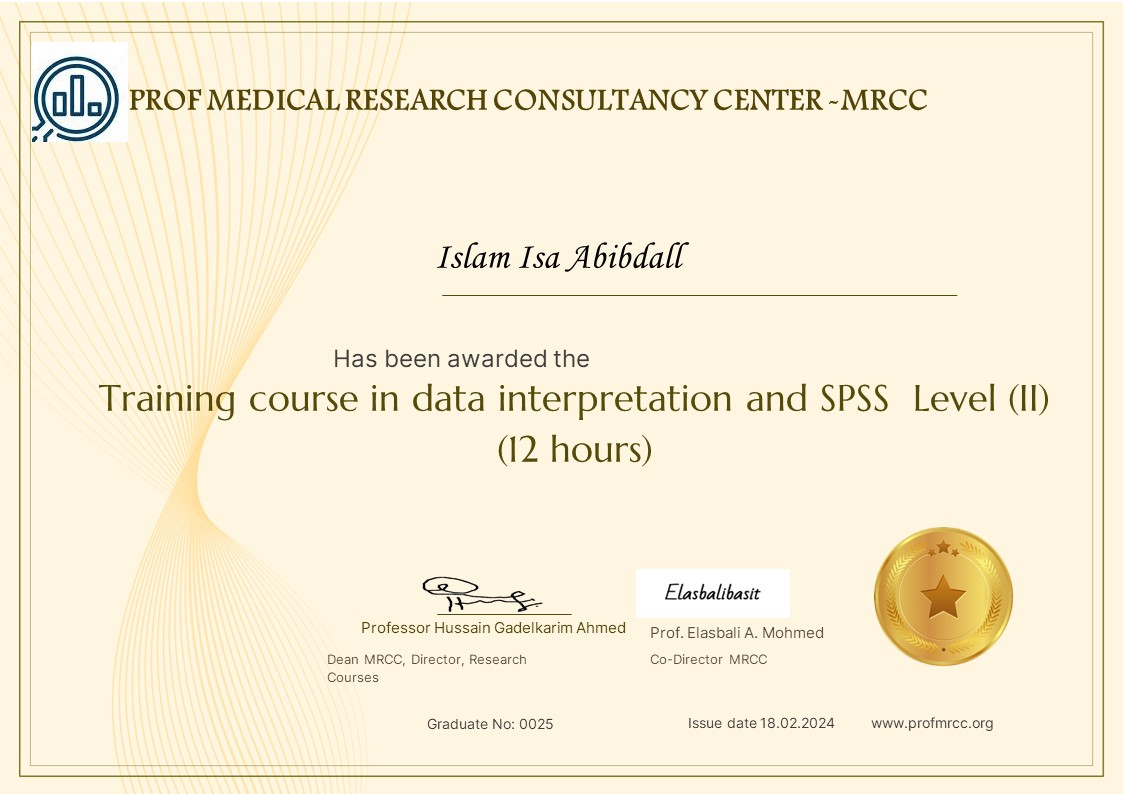 PROF MEDICAL RESEARCH CONSULTANCY CENTER ~MRCC
Islam Isa Abibdall
Has been awarded the
Training course in data interpretation and SPSS Level (II)
(12 hours)
Elasbalibasit
Professor Hussain Gadelkarim Ahmed
Prof. Elasbali A. Mohmed
Dean MRCC, Director, Research
Courses
Co-Director MRCC
Graduate No: 0025
Issue date 18.02.2024
www.profmrcc.org